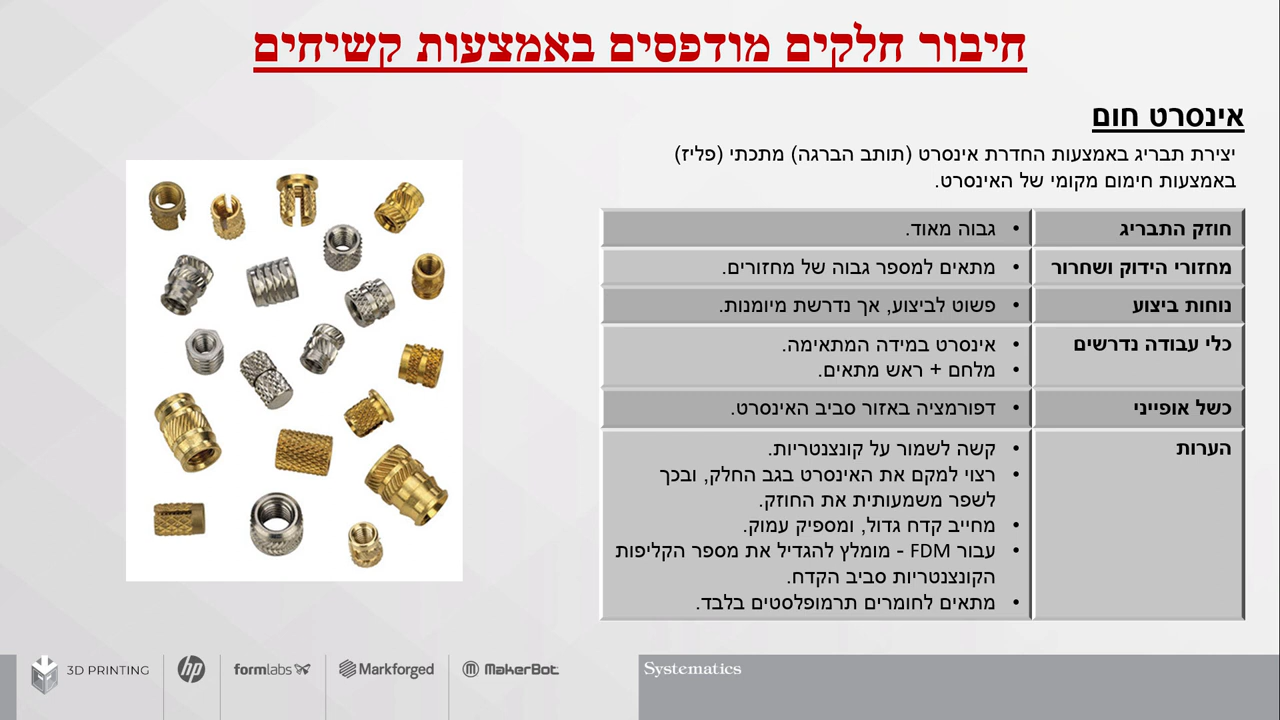 חיבור חלקים מודפסים באמצעות קשיחים
אינסרט חום
יצירת תבריג באמצעות החדרת אינסרט (תותב הברגה) מתכתי (פליז)
באמצעות חימום מקומי של האינסרט.
חוזק התבריג
• גבוה מאוד.
מחזורי הידוק ושחרור
• מתאים למספר גבוה של מחזורים.
נוחות ביצוע
• פשוט לביצוע, אך נדרשת מיומנות.
כלי עבודה נדרשים
• אינסרט במידה המתאימה.
• מלחם + ראש מתאים.
כשל אופייני
• דפורמציה באזור סביב האינסרט.
הערות
• קשה לשמור על קונצנטריות.
• רצוי למקם את האינסרט בגב החלק, ובכך
לשפר משמעותית את החוזק.
• מחייב קדח גדול, ומספיק עמוק.
• עבור FDM - מומלץ להגדיל את מספר הקליפות
הקונצנטריות סביב הקדח.
• מתאים לחומרים תרמופלסטים בלבד.
3D PRINTING
hp
formlabs
Markforged
MakerBot
Systematics